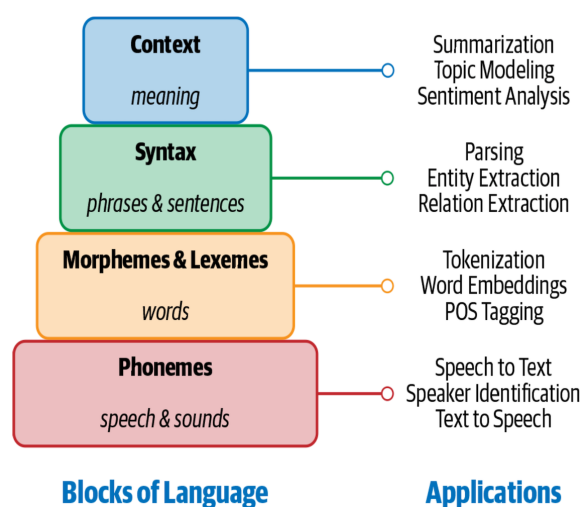 Context
meaning
Summarization
Topic Modeling
Sentiment Analysis
Syntax
phrases & sentences
Parsing
Entity Extraction
Relation Extraction
Morphemes & Lexemes
words
Tokenization
Word Embeddings
POS Tagging
Phonemes
speech & sounds
Speech to Text
Speaker Identification
Text to Speech
Blocks of Language
Applications